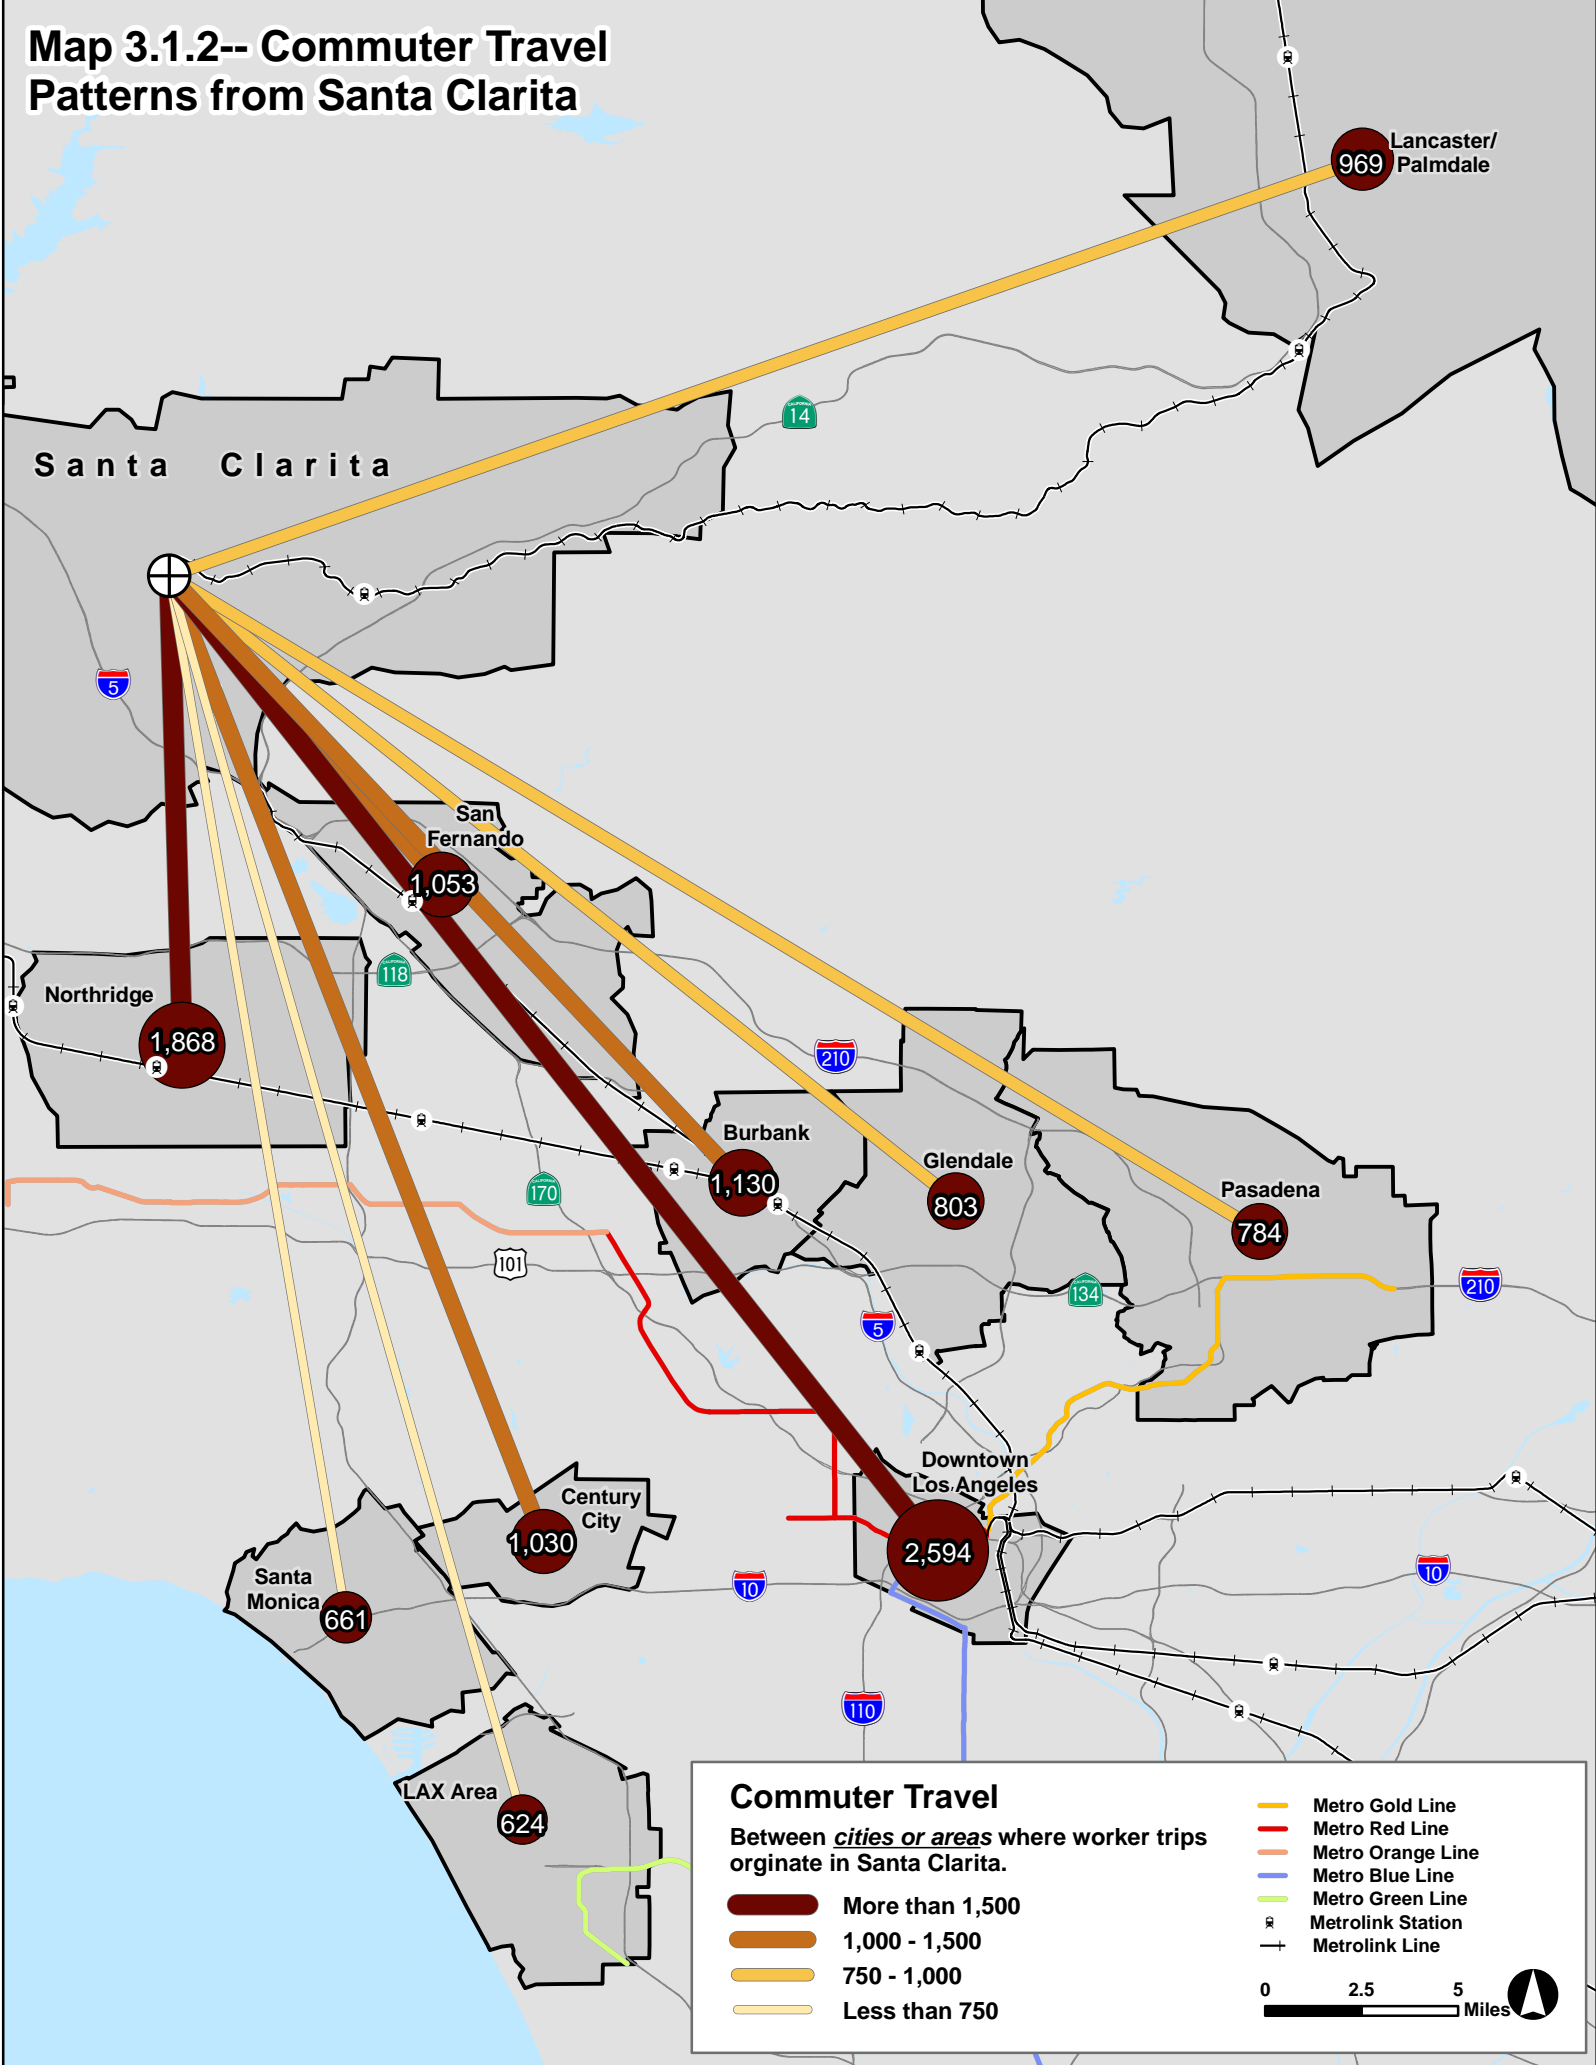 Map 3.1.2-- Commuter Travel
Patterns from Santa Clarita
Lancaster/
Palmdale
969
CALIFORNIA
14
Santa Clarita
5
San
Fernando
1,053
CALIFORNIA
118
Northridge
1,868
210
Burbank
1,130
Glendale
803
Pasadena
784
CALIFORNIA
170
101
CALIFORNIA
134
210
5
Downtown
Los Angeles
2,594
Century
City
1,030
Santa
Monica
661
10
10
110
LAX Area
624
Commuter Travel
Between cities or areas where worker trips
orginate in Santa Clarita.
More than 1,500
1,000 - 1,500
750 - 1,000
Less than 750
Metro Gold Line
Metro Red Line
Metro Orange Line
Metro Blue Line
Metro Green Line
Metrolink Station
Metrolink Line
0 2.5 5
Miles